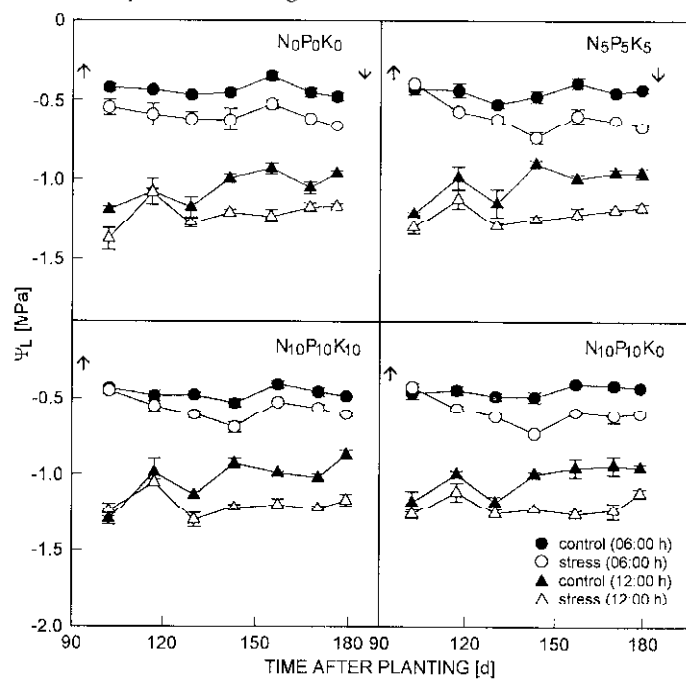 0
N0P0K0
N5P5K5
-0.5
-1.0
-1.5
ΨL [MPa]
N10P10K10
N10P10K0
-0.5
-1.0
-1.5
-2.0
control (06:00 h)
stress (06:00 h)
control (12:00 h)
stress (12:00 h)
90 120 150 180 90 120 150 180
TIME AFTER PLANTING [d]